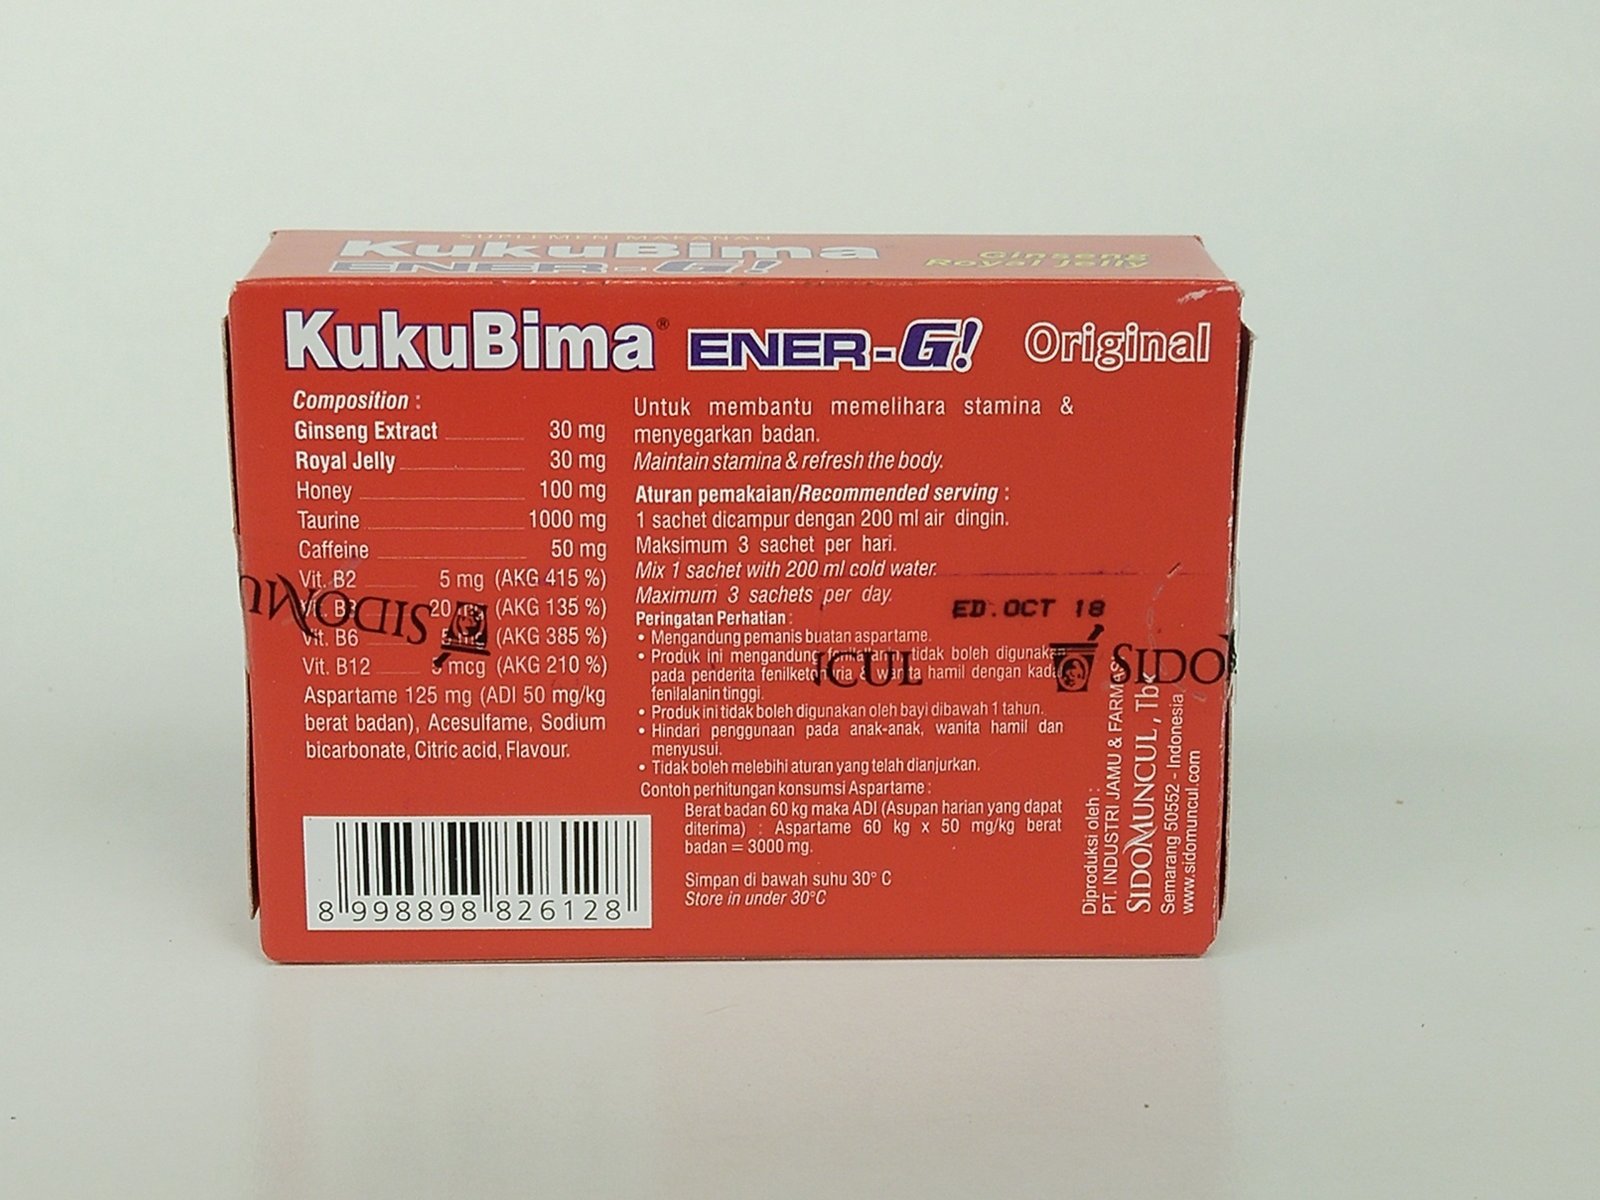 SUPLEMEN MAKANAN
KukuBima
ENER-G!
Ginseng
Royal Jelly
KukuBima® ENER-G! Original
Composition :
Ginseng Extract 30 mg
Royal Jelly 30 mg
Honey 100 mg
Taurine 1000 mg
Caffeine 50 mg
Vit. B2 5 mg (AKG 415 %)
Vit. B3 20 mg (AKG 135 %)
Vit. B6 5 mg (AKG 385 %)
Vit. B12 5 mcg (AKG 210 %)
Aspartame 125 mg (ADI 50 mg/kg
berat badan), Acesulfame, Sodium
bicarbonate, Citric acid, Flavour.
Untuk membantu memelihara stamina &
menyegarkan badan.
Maintain stamina & refresh the body.
Aturan pemakaian/Recommended serving :
1 sachet dicampur dengan 200 ml air dingin.
Maksimum 3 sachet per hari.
Mix 1 sachet with 200 ml cold water.
Maximum 3 sachets per day.
ED. OCT 18
Peringatan Perhatian :
• Mengandung pemanis buatan aspartame.
• Produk ini mengandung fenilalanin, tidak boleh digunakan
pada penderita fenilketonuria & wanita hamil dengan kadar
fenilalanin tinggi.
• Produk ini tidak boleh digunakan oleh bayi dibawah 1 tahun.
• Hindari penggunaan pada anak-anak, wanita hamil dan
menyusui.
• Tidak boleh melebihi aturan yang telah dianjurkan.
Contoh perhitungan konsumsi Aspartame :
Berat badan 60 kg maka ADI (Asupan harian yang dapat
diterima) : Aspartame 60 kg x 50 mg/kg berat
badan = 3000 mg.
Simpan di bawah suhu 30° C
Store in under 30°C
SIDOMU
NCUL
SIDO
Diproduksi oleh :
PT. INDUSTRI JAMU & FARMASI
SIDOMUNCUL, Tbk
Semarang 50552 - Indonesia
www.sidomuncul.com
8 998898 826128